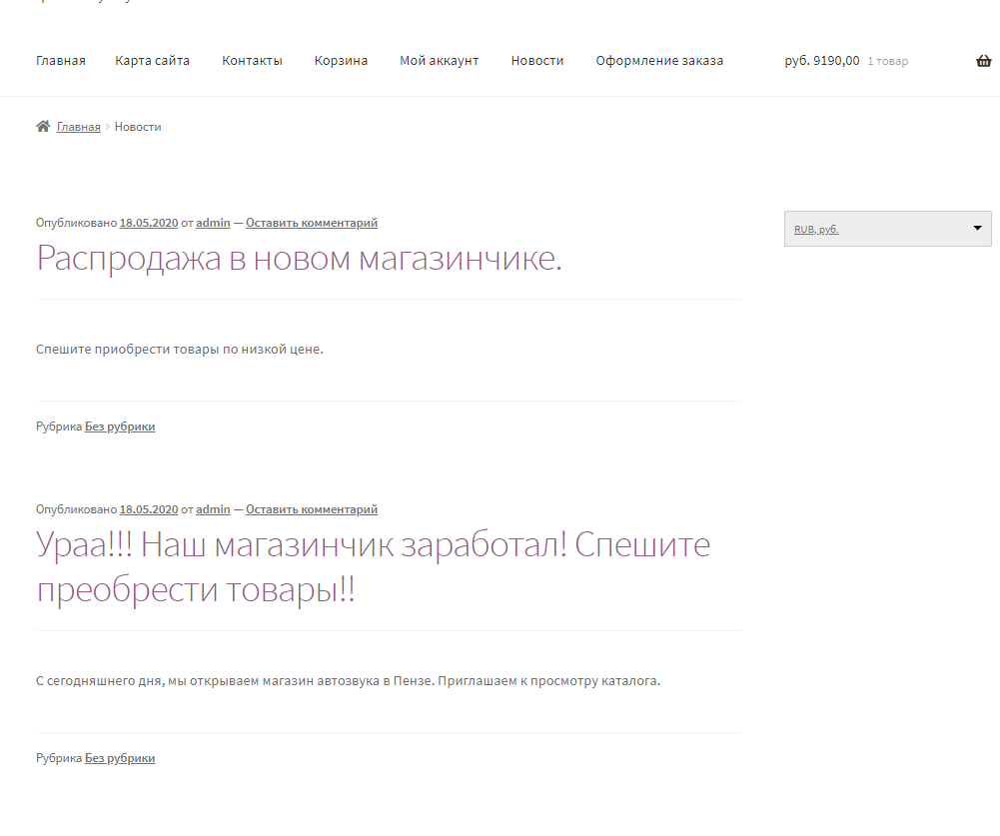 Главная Карта сайта Контакты Корзина Мой аккаунт Новости Оформление заказа руб. 9190,00 1 товар
Главная › Новости
Опубликовано 18.05.2020 от admin — Оставить комментарий
RUB, руб.
Распродажа в новом магазинчике.
Спешите приобрести товары по низкой цене.
Рубрика Без рубрики
Опубликовано 18.05.2020 от admin — Оставить комментарий
Ураа!!! Наш магазинчик заработал! Спешите
преобрести товары!!
С сегодняшнего дня, мы открываем магазин автозвука в Пензе. Приглашаем к просмотру каталога.
Рубрика Без рубрики